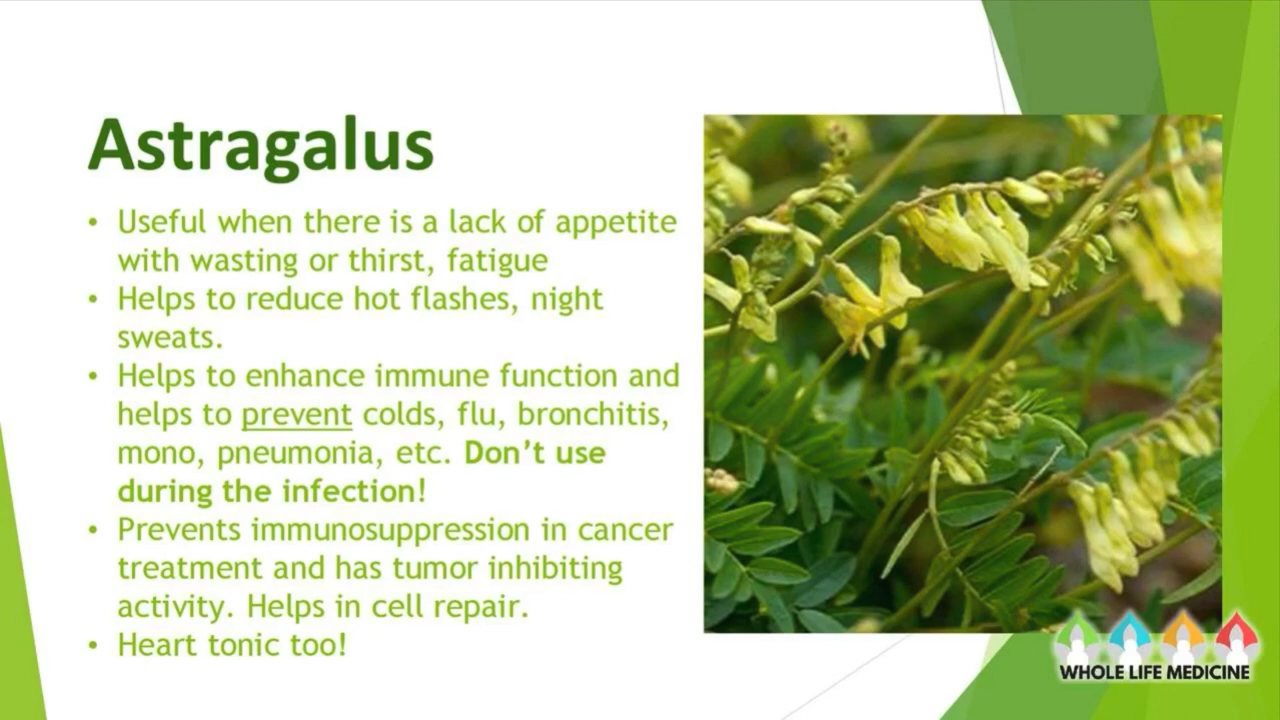 Astragalus
• Useful when there is a lack of appetite
with wasting or thirst, fatigue
• Helps to reduce hot flashes, night
sweats.
• Helps to enhance immune function and
helps to prevent colds, flu, bronchitis,
mono, pneumonia, etc. Don’t use
during the infection!
• Prevents immunosuppression in cancer
treatment and has tumor inhibiting
activity. Helps in cell repair.
• Heart tonic too!
WHOLE LIFE MEDICINE